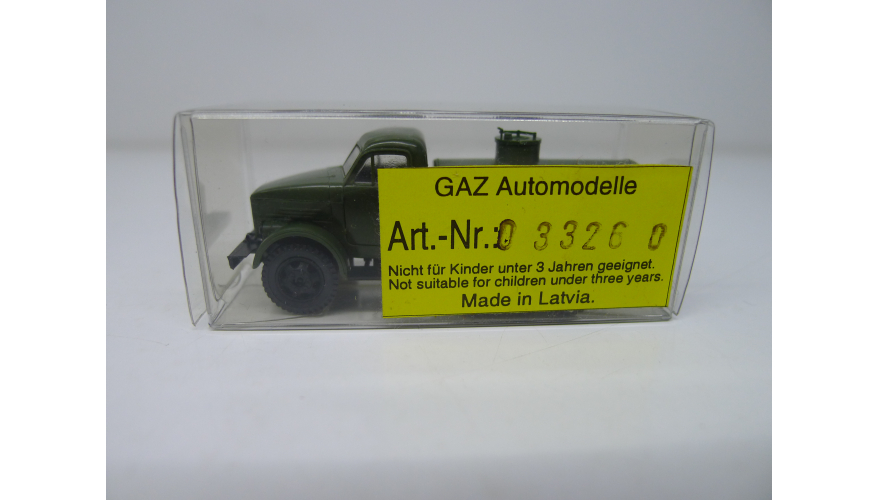 GAZ Automodelle
Art.-Nr.: 0 3326 0
Nicht für Kinder unter 3 Jahren geeignet.
Not suitable for children under three years.
Made in Latvia.